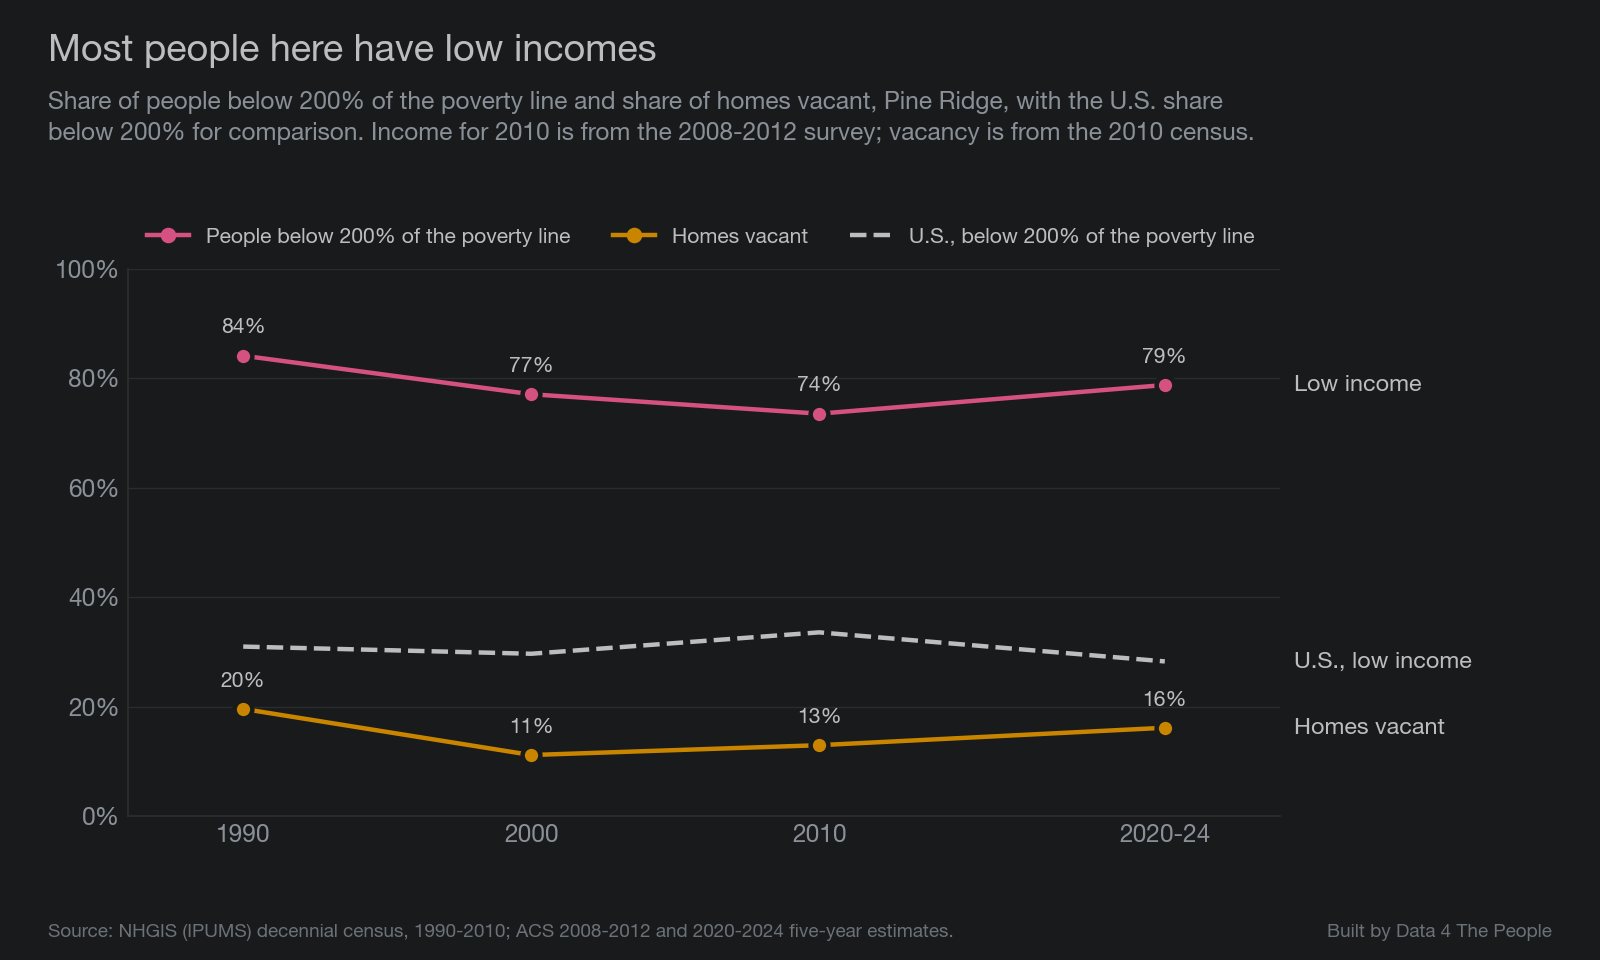 Most people here have low incomes
Share of people below 200% of the poverty line and share of homes vacant, Pine Ridge, with the U.S. share
below 200% for comparison. Income for 2010 is from the 2008-2012 survey; vacancy is from the 2010 census.
People below 200% of the poverty line
Homes vacant
U.S., below 200% of the poverty line
100%
80%
60%
40%
20%
0%
84%
77%
74%
79%
Low income
U.S., low income
20%
11%
13%
16%
Homes vacant
1990
2000
2010
2020-24
Source: NHGIS (IPUMS) decennial census, 1990-2010; ACS 2008-2012 and 2020-2024 five-year estimates.
Built by Data 4 The People